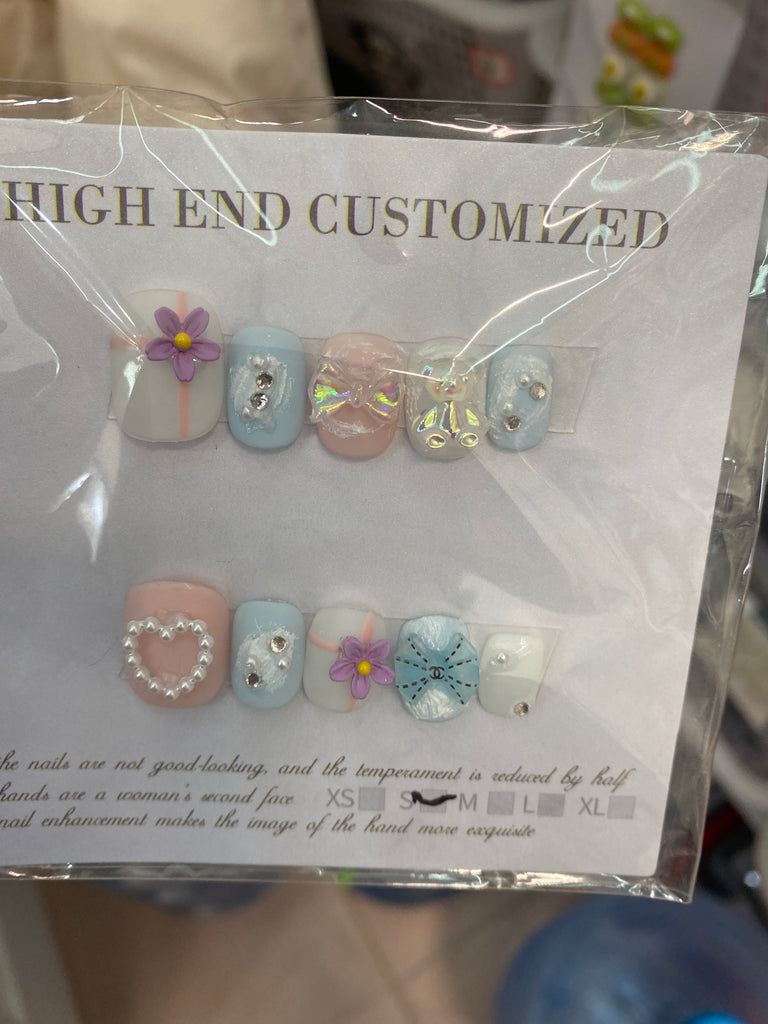 HIGH END CUSTOMIZED
he nails are not good-looking, and the temperament is reduced by half
hands are a woman's second face XS S M L XL
nail enhancement makes the image of the hand more exquisite